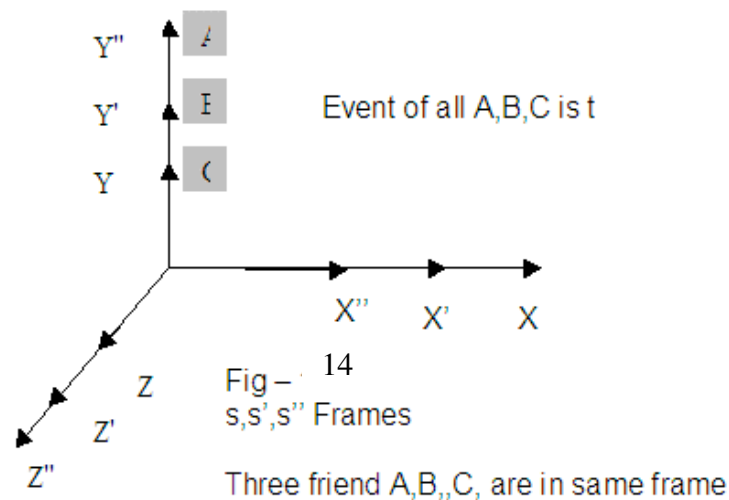 Y"
Y'
Event of all A,B,C is t
Y
X"
X'
X
Z
Fig – 14
s,s',s'' Frames
Z'
Z"
Three friend A,B,,C, are in same frame